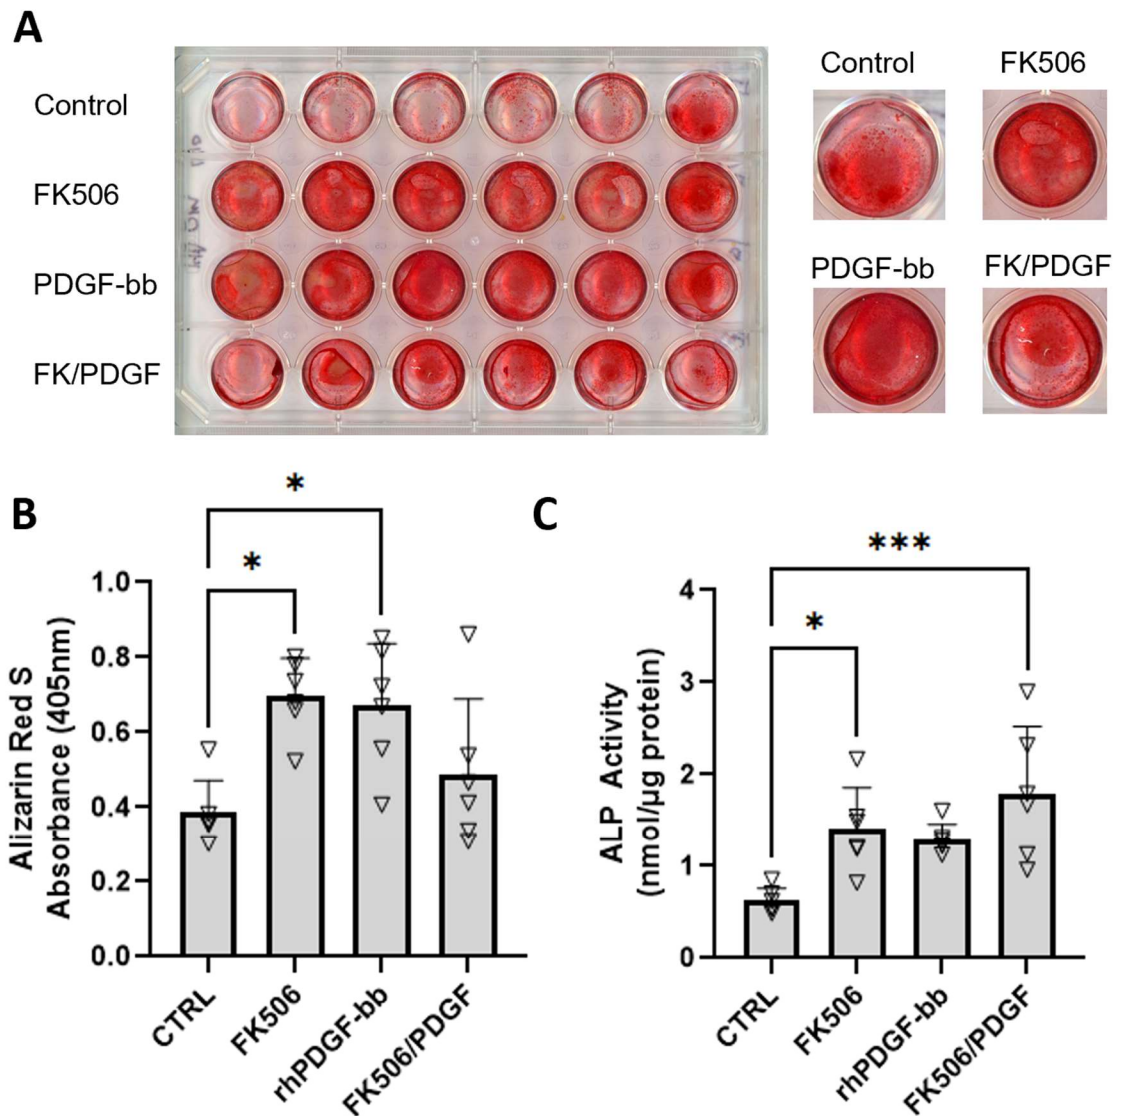 A
Control
FK506
PDGF-bb
FK/PDGF
Control
FK506
PDGF-bb
FK/PDGF
B
*
*
Alizarin Red S
Absorbance (405nm)
1.0
0.8
0.6
0.4
0.2
0.0
CTRL
FK506
rhPDGF-bb
FK506/PDGF
C
***
*
ALP Activity
(nmol/µg protein)
4
3
2
1
0
CTRL
FK506
rhPDGF-bb
FK506/PDGF